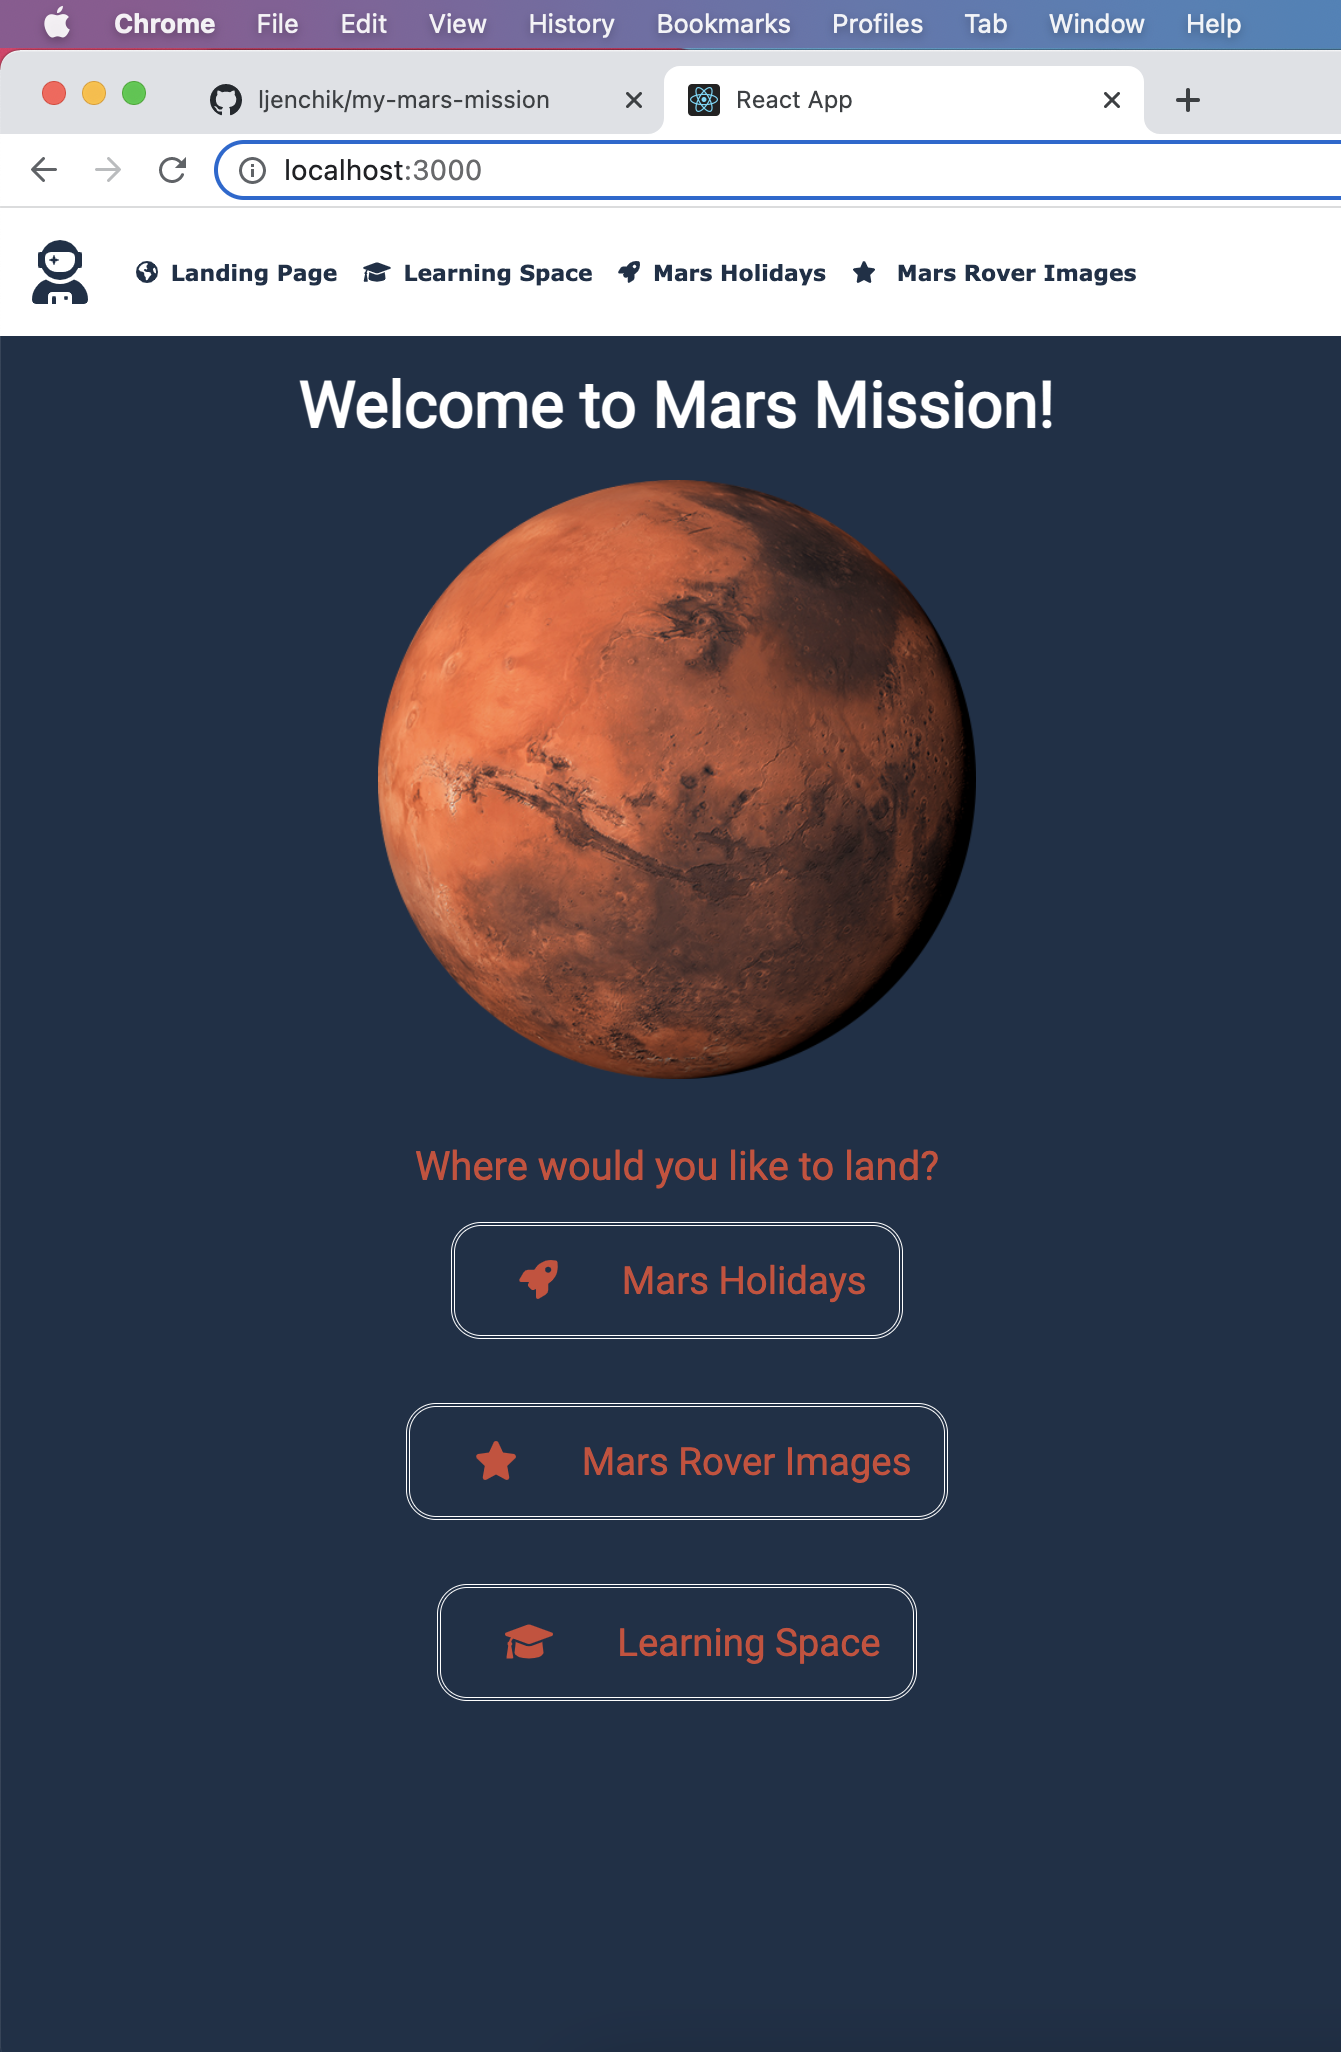 Chrome File Edit View History Bookmarks Profiles Tab Window Help
ljenchik/my-mars-mission React App
localhost:3000
Landing Page Learning Space Mars Holidays Mars Rover Images
Welcome to Mars Mission!
Where would you like to land?
Mars Holidays
Mars Rover Images
Learning Space